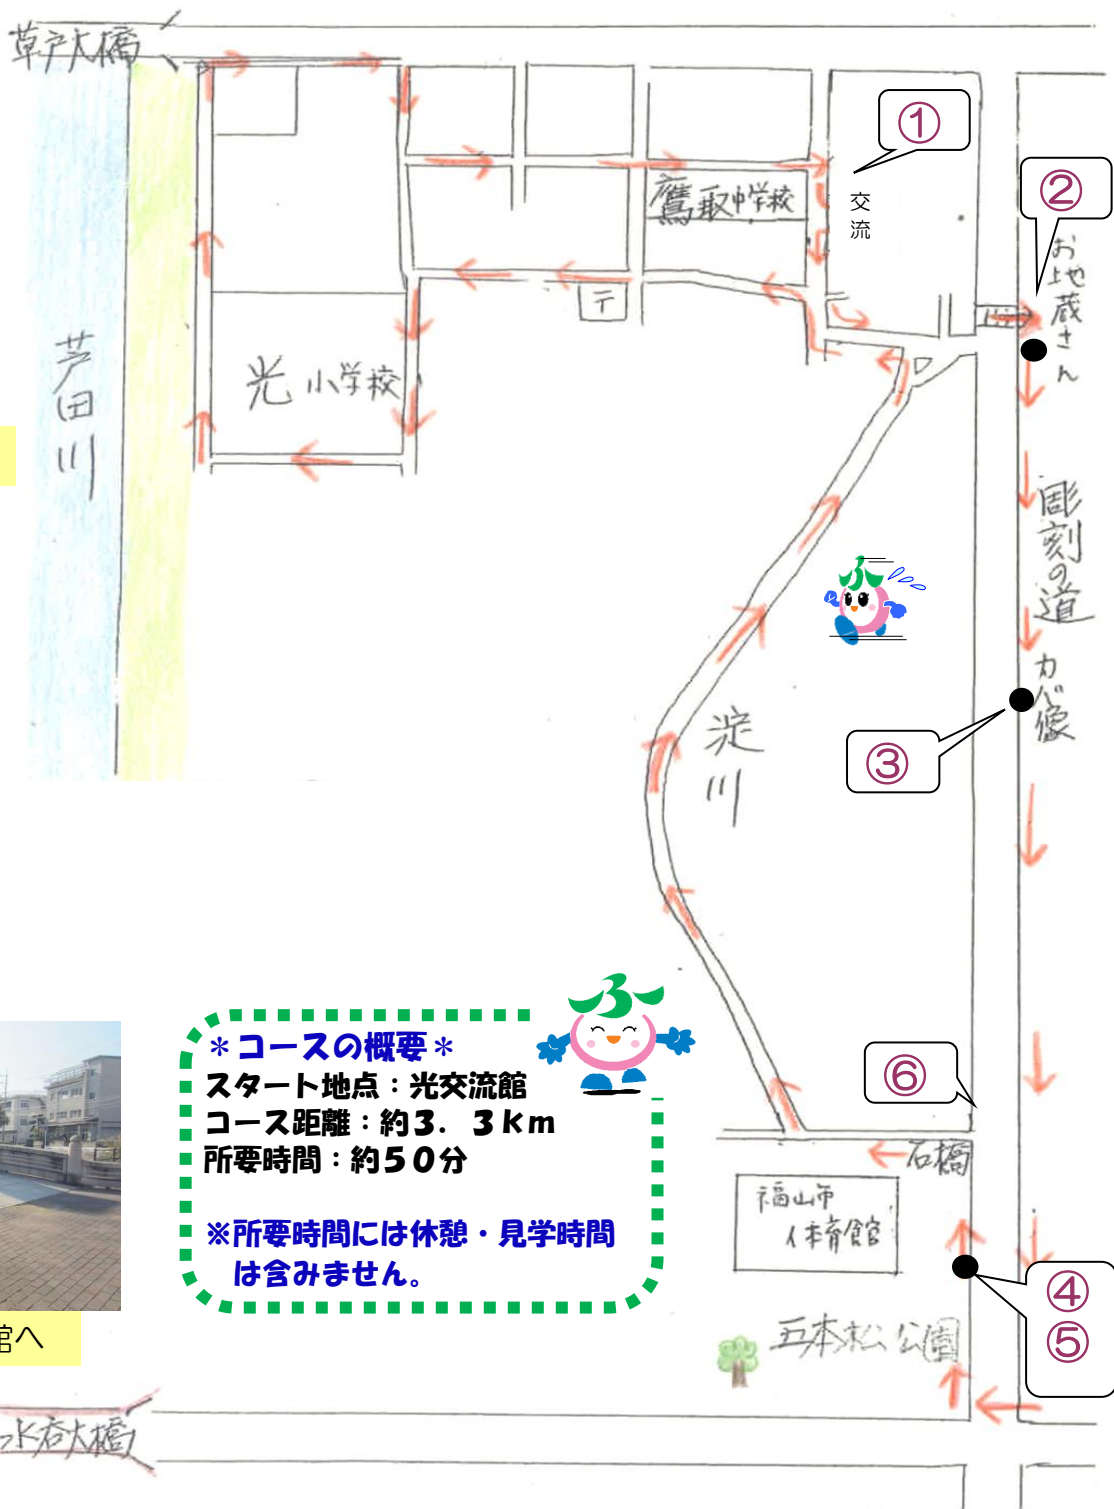 草戸大橋
①
②
鷹取中学校
交流
お地蔵さん
〒
光小学校
芦田川
彫刻の道
カバ像
淀川
③
＊コースの概要＊
スタート地点：光交流館
コース距離：約３．３ｋｍ
所要時間：約５０分
※所要時間には休憩・見学時間
は含みません。
⑥
石橋
福山市
体育館
④
⑤
館へ
五本松公園
水呑大橋